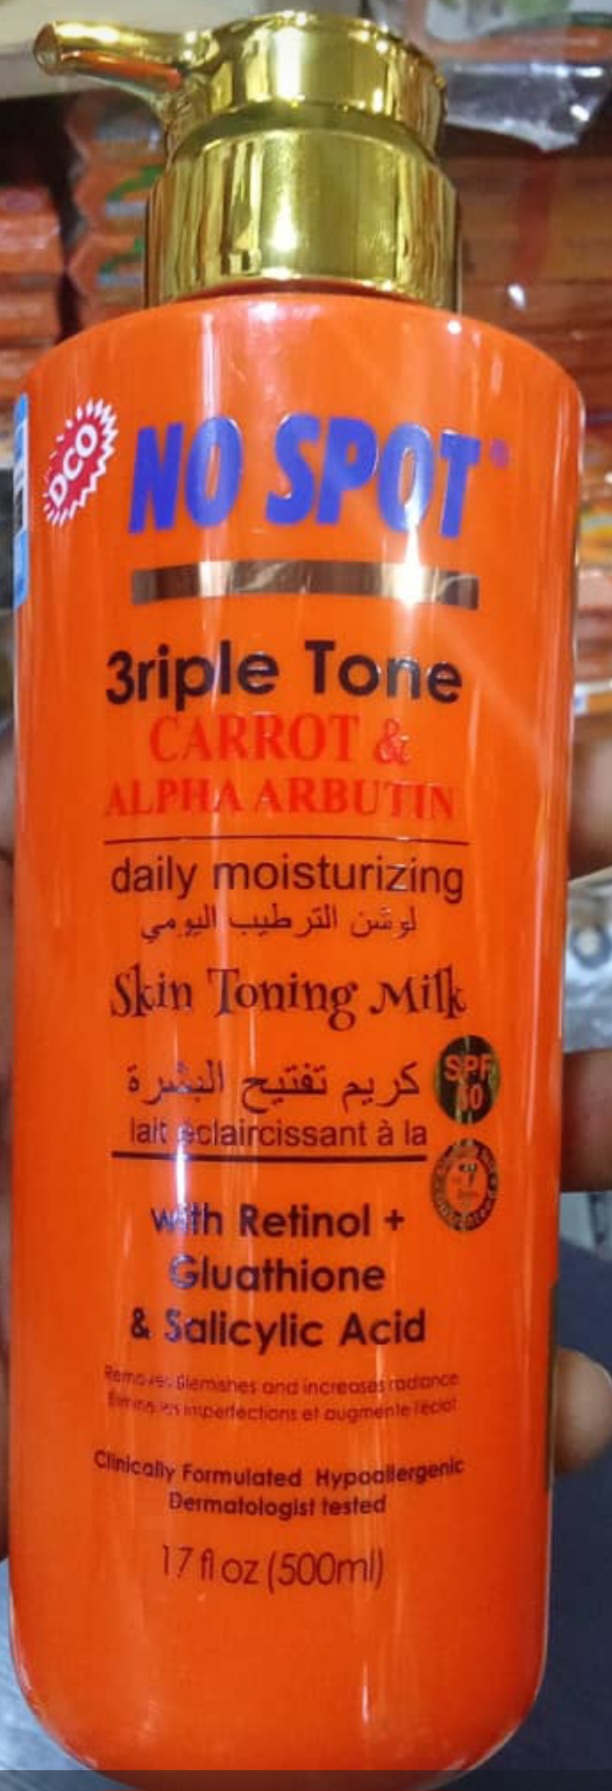 DCO
NO SPOT
3riple Tone
CARROT &
ALPHA ARBUTIN
daily moisturizing
لوشن الترطيب اليومي
Skin Toning Milk
كريم تفتيح البشرة
SPF
lait éclaircissant à la
with Retinol +
Gluathione
& Salicylic Acid
Removes Blemishes and increases radiance
Elimine les imperfections et augmente l'éclat
Clinically Formulated Hypoallergenic
Dermatologist tested
17 fl oz (500ml)